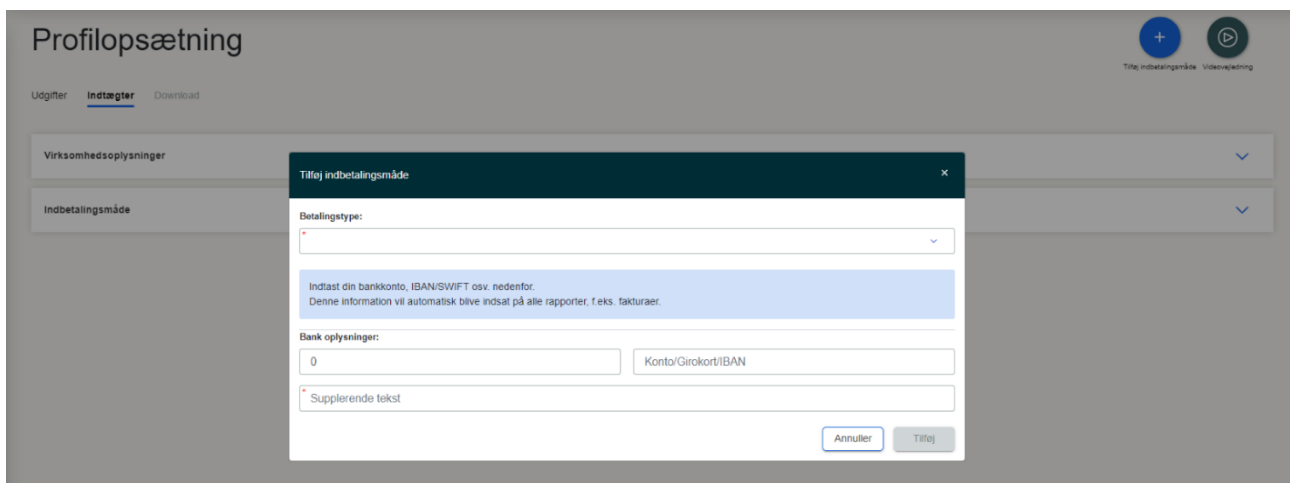 Profilopsætning
Tilføj indbetalingsmåde Videovejledning
Udgifter Indtægter Download
Virksomhedsoplysninger
Indbetalingsmåde
Tilføj indbetalingsmåde ×
Betalingstype:
*
Indtast din bankkonto, IBAN/SWIFT osv. nedenfor.
Denne information vil automatisk blive indsat på alle rapporter, f.eks. fakturaer.
Bank oplysninger:
0 Konto/Girokort/IBAN
* Supplerende tekst
Annuller Tilføj